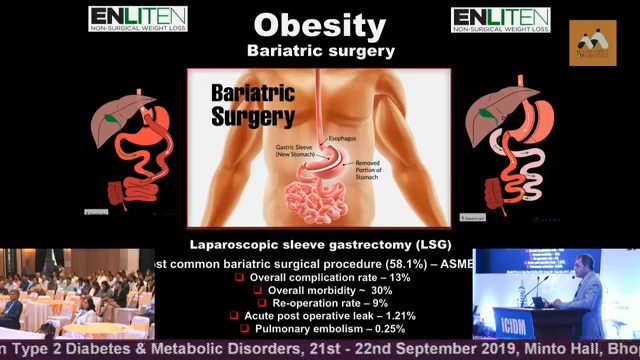 Obesity
Bariatric surgery
ENLITEN
NON-SURGICAL WEIGHT LOSS
ENLITEN
NON-SURGICAL WEIGHT LOSS
Bariatric
Surgery
Esophagus
Gastric Sleeve
(New Stomach)
Removed
Portion of
Stomach
Laparoscopic sleeve gastrectomy (LSG)
st common bariatric surgical procedure (58.1%) – ASMB
Overall complication rate – 13%
Overall morbidity ~ 30%
Re-operation rate – 9%
Acute post operative leak – 1.21%
Pulmonary embolism – 0.25%
ICIDM
n Type 2 Diabetes & Metabolic Disorders, 21st - 22nd September 2019, Minto Hall, Bho